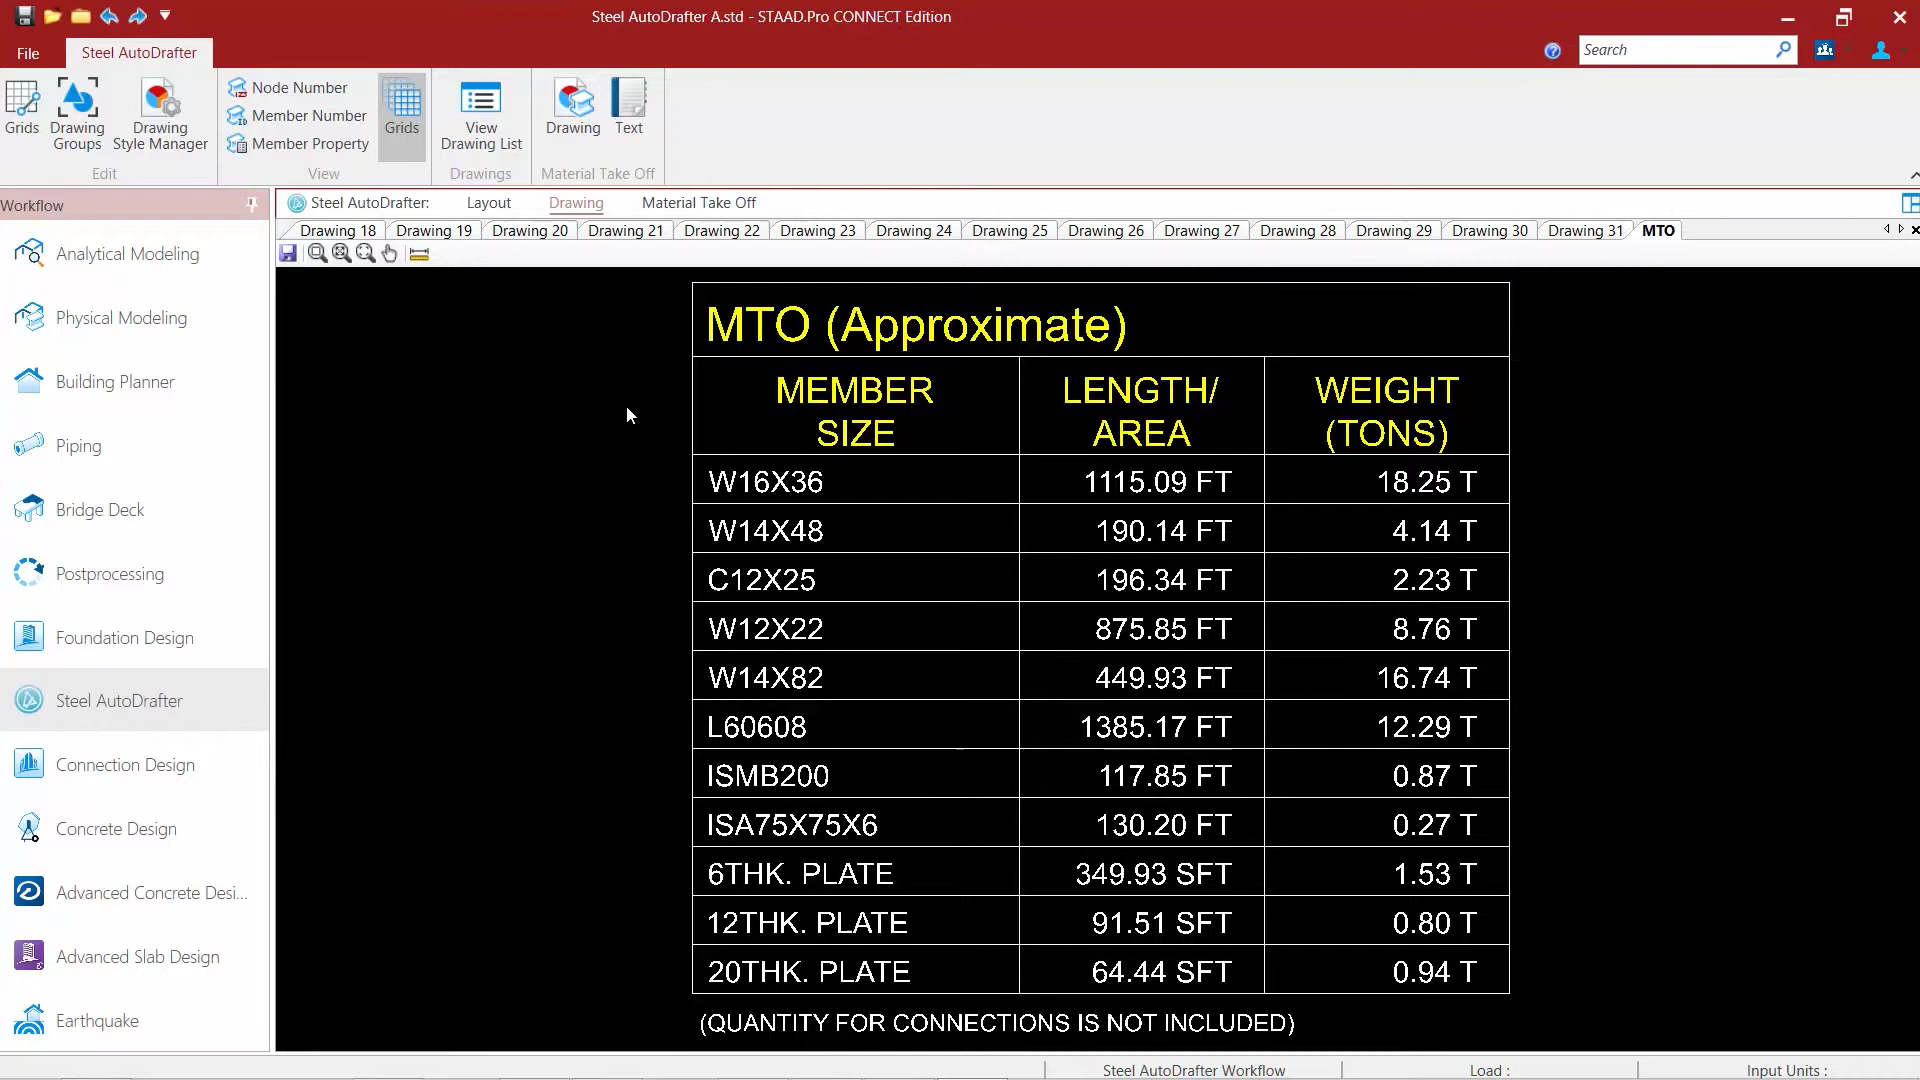 Steel AutoDrafter A.std - STAAD.Pro CONNECT Edition
File
Steel AutoDrafter
Search
Grids
Drawing
Groups
Drawing
Style Manager
Edit
Node Number
Member Number
Member Property
Grids
View
View
Drawing List
Drawings
Drawing
Text
Material Take Off
Workflow
Steel AutoDrafter:
Layout
Drawing
Material Take Off
Drawing 18
Drawing 19
Drawing 20
Drawing 21
Drawing 22
Drawing 23
Drawing 24
Drawing 25
Drawing 26
Drawing 27
Drawing 28
Drawing 29
Drawing 30
Drawing 31
MTO
Analytical Modeling
Physical Modeling
Building Planner
Piping
Bridge Deck
Postprocessing
Foundation Design
Steel AutoDrafter
Connection Design
Concrete Design
Advanced Concrete Desi...
Advanced Slab Design
Earthquake
MTO (Approximate)
MEMBER SIZE LENGTH/ AREA WEIGHT (TONS)
W16X36 1115.09 FT 18.25 T
W14X48 190.14 FT 4.14 T
C12X25 196.34 FT 2.23 T
W12X22 875.85 FT 8.76 T
W14X82 449.93 FT 16.74 T
L60608 1385.17 FT 12.29 T
ISMB200 117.85 FT 0.87 T
ISA75X75X6 130.20 FT 0.27 T
6THK. PLATE 349.93 SFT 1.53 T
12THK. PLATE 91.51 SFT 0.80 T
20THK. PLATE 64.44 SFT 0.94 T
(QUANTITY FOR CONNECTIONS IS NOT INCLUDED)
Steel AutoDrafter Workflow
Load :
Input Units :